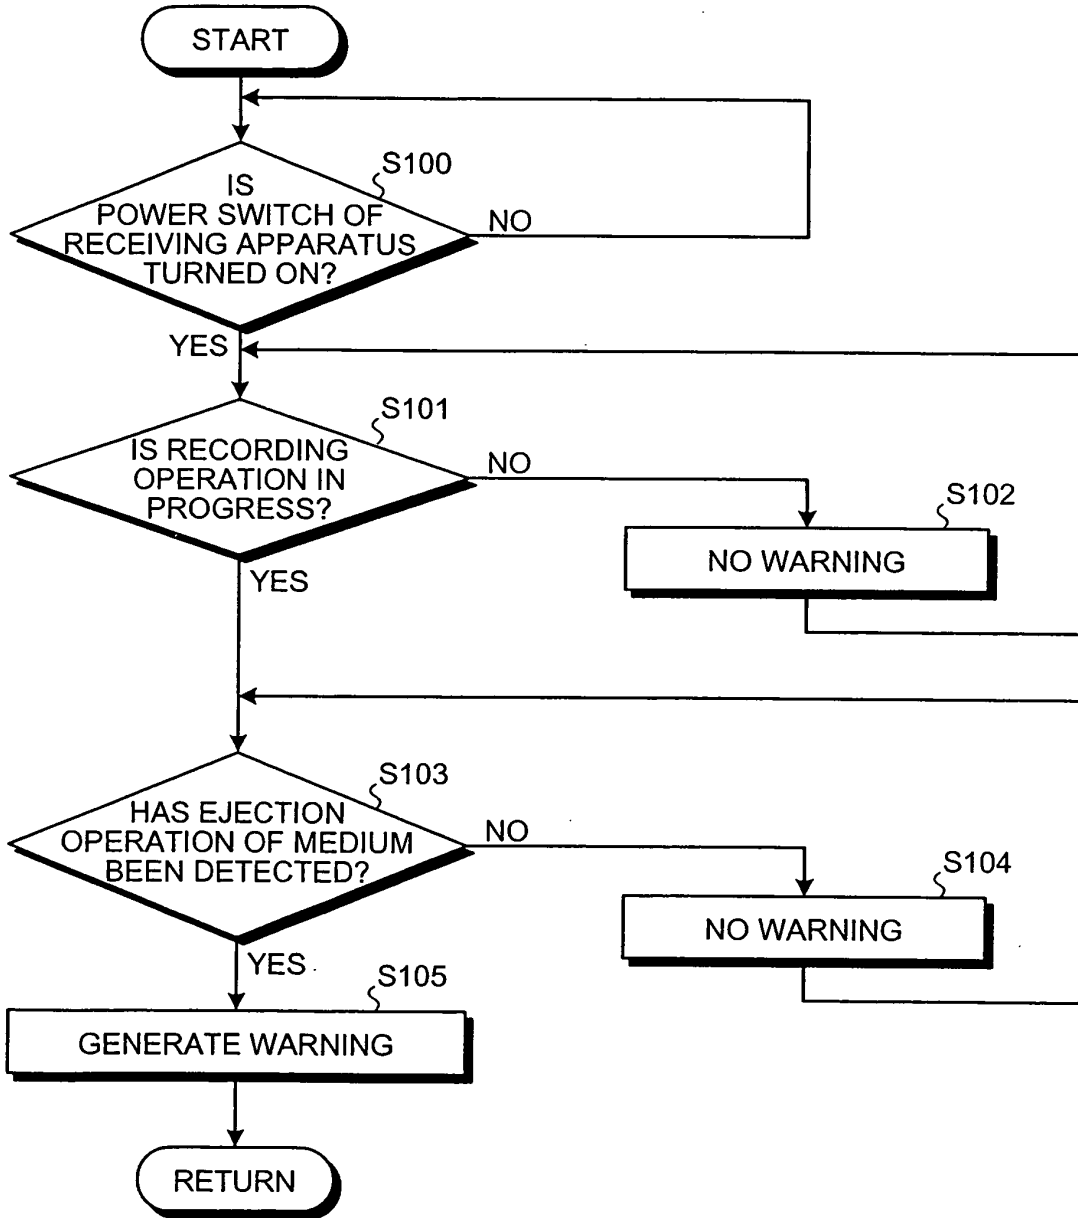 START
S100
IS
POWER SWITCH OF
RECEIVING APPARATUS
TURNED ON?
NO
YES
S101
IS RECORDING
OPERATION IN
PROGRESS?
NO
S102
NO WARNING
YES
S103
HAS EJECTION
OPERATION OF MEDIUM
BEEN DETECTED?
NO
S104
NO WARNING
YES
S105
GENERATE WARNING
RETURN